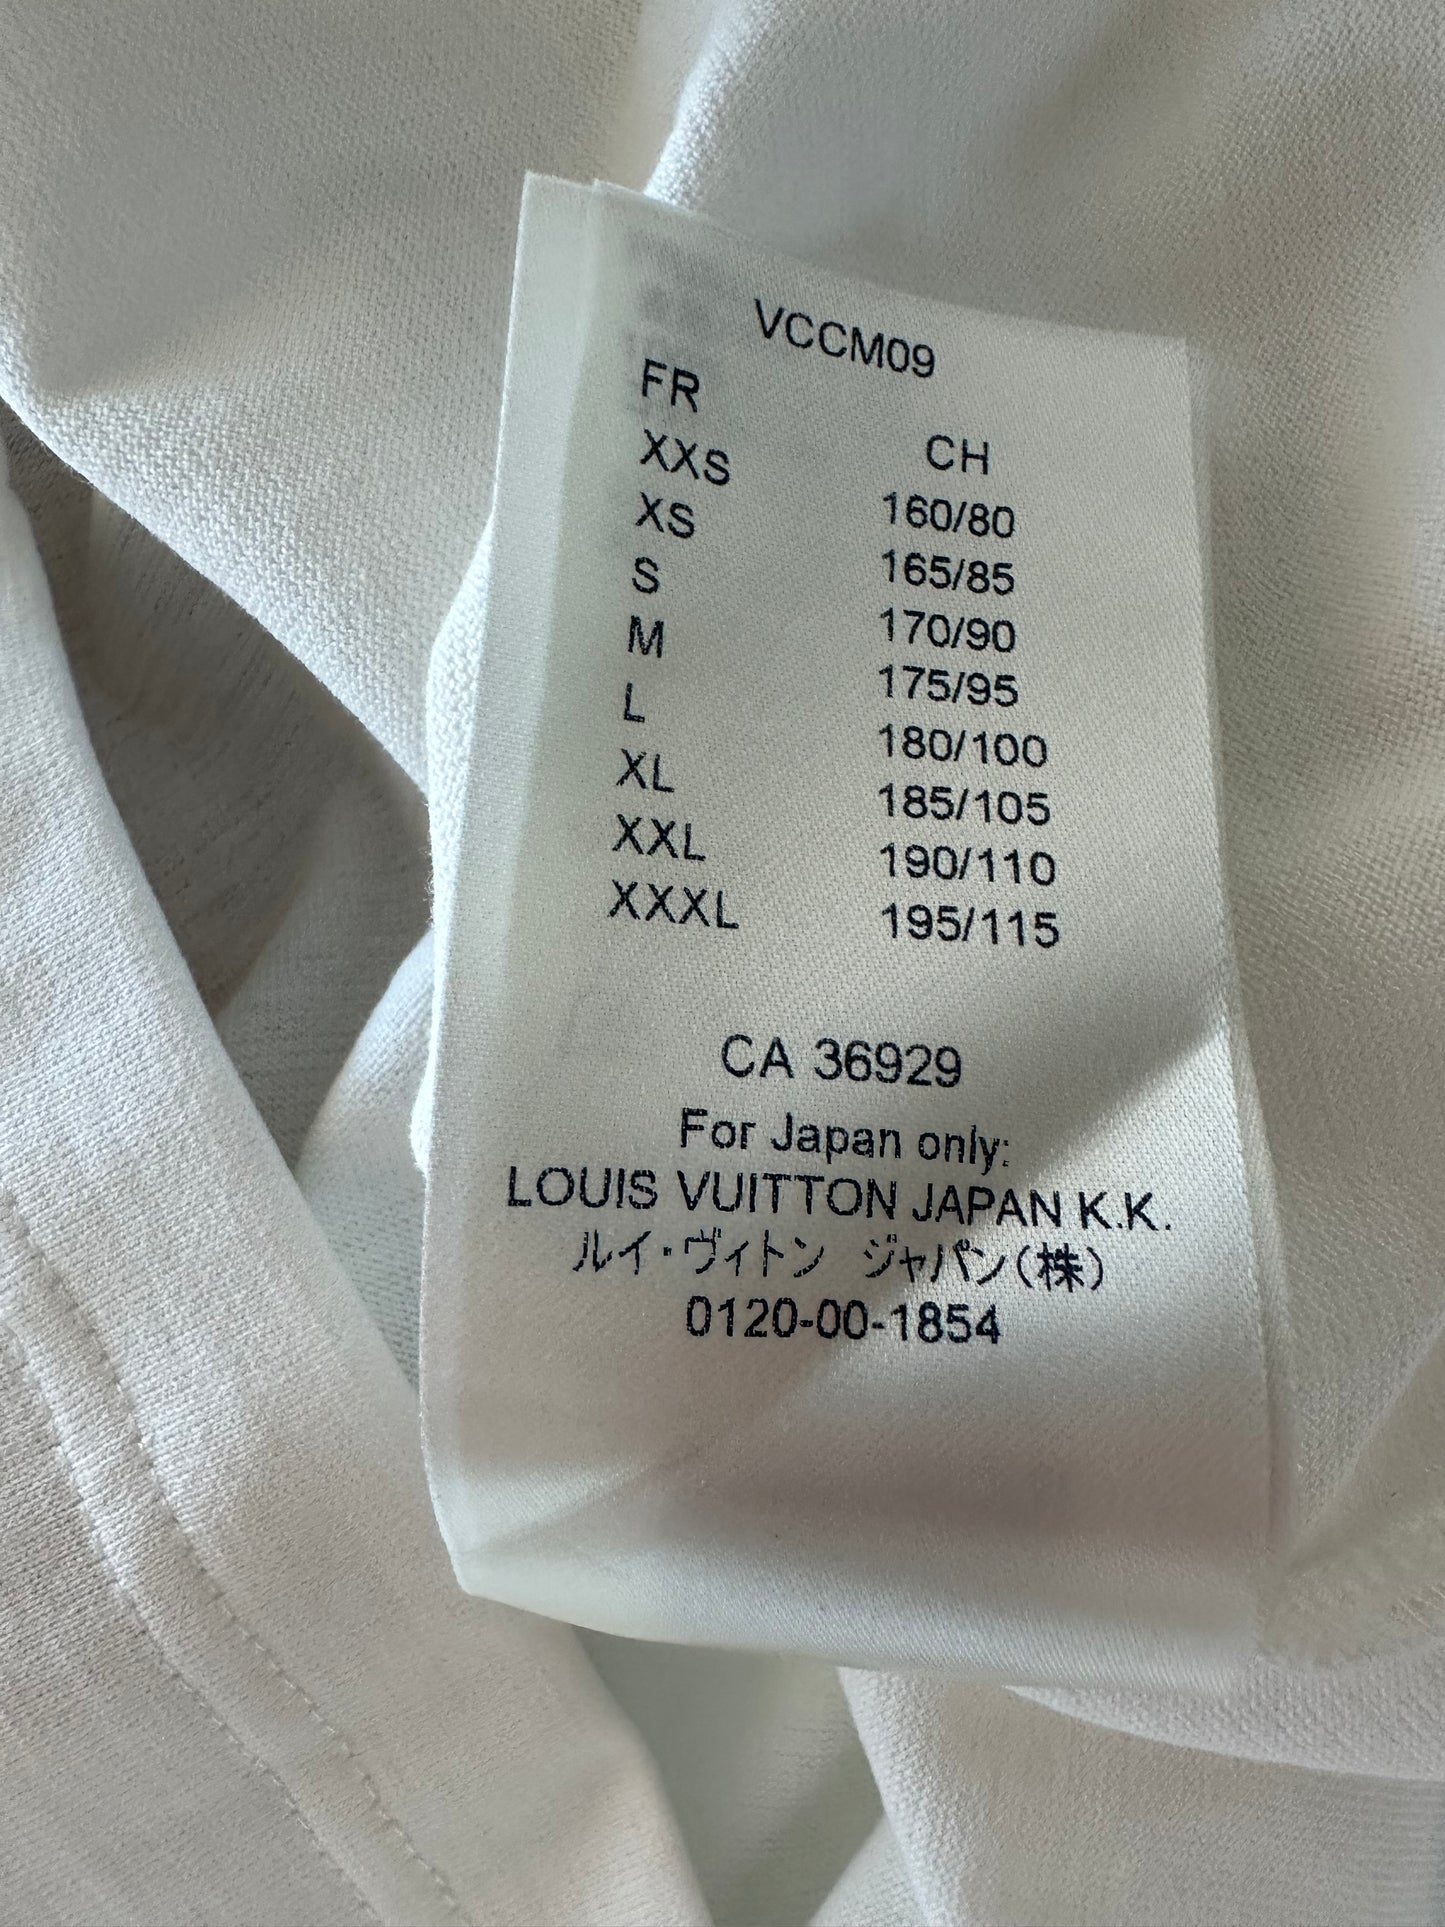 VCCM09
FR CH
XXS 160/80
XS 165/85
S 170/90
M 175/95
L 180/100
XL 185/105
XXL 190/110
XXXL 195/115
CA 36929
For Japan only:
LOUIS VUITTON JAPAN K.K.
ルイ・ヴィトン ジャパン(株)
0120-00-1854